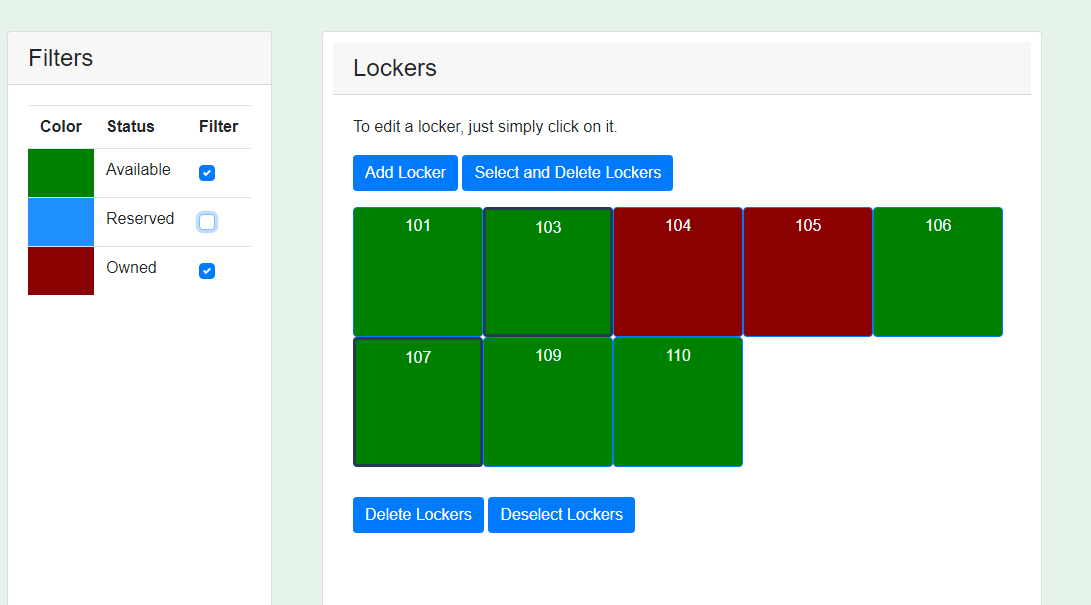 Filters
Color Status Filter
Available
Reserved
Owned
Lockers
To edit a locker, just simply click on it.
Add Locker Select and Delete Lockers
101 103 104 105 106
107 109 110
Delete Lockers Deselect Lockers